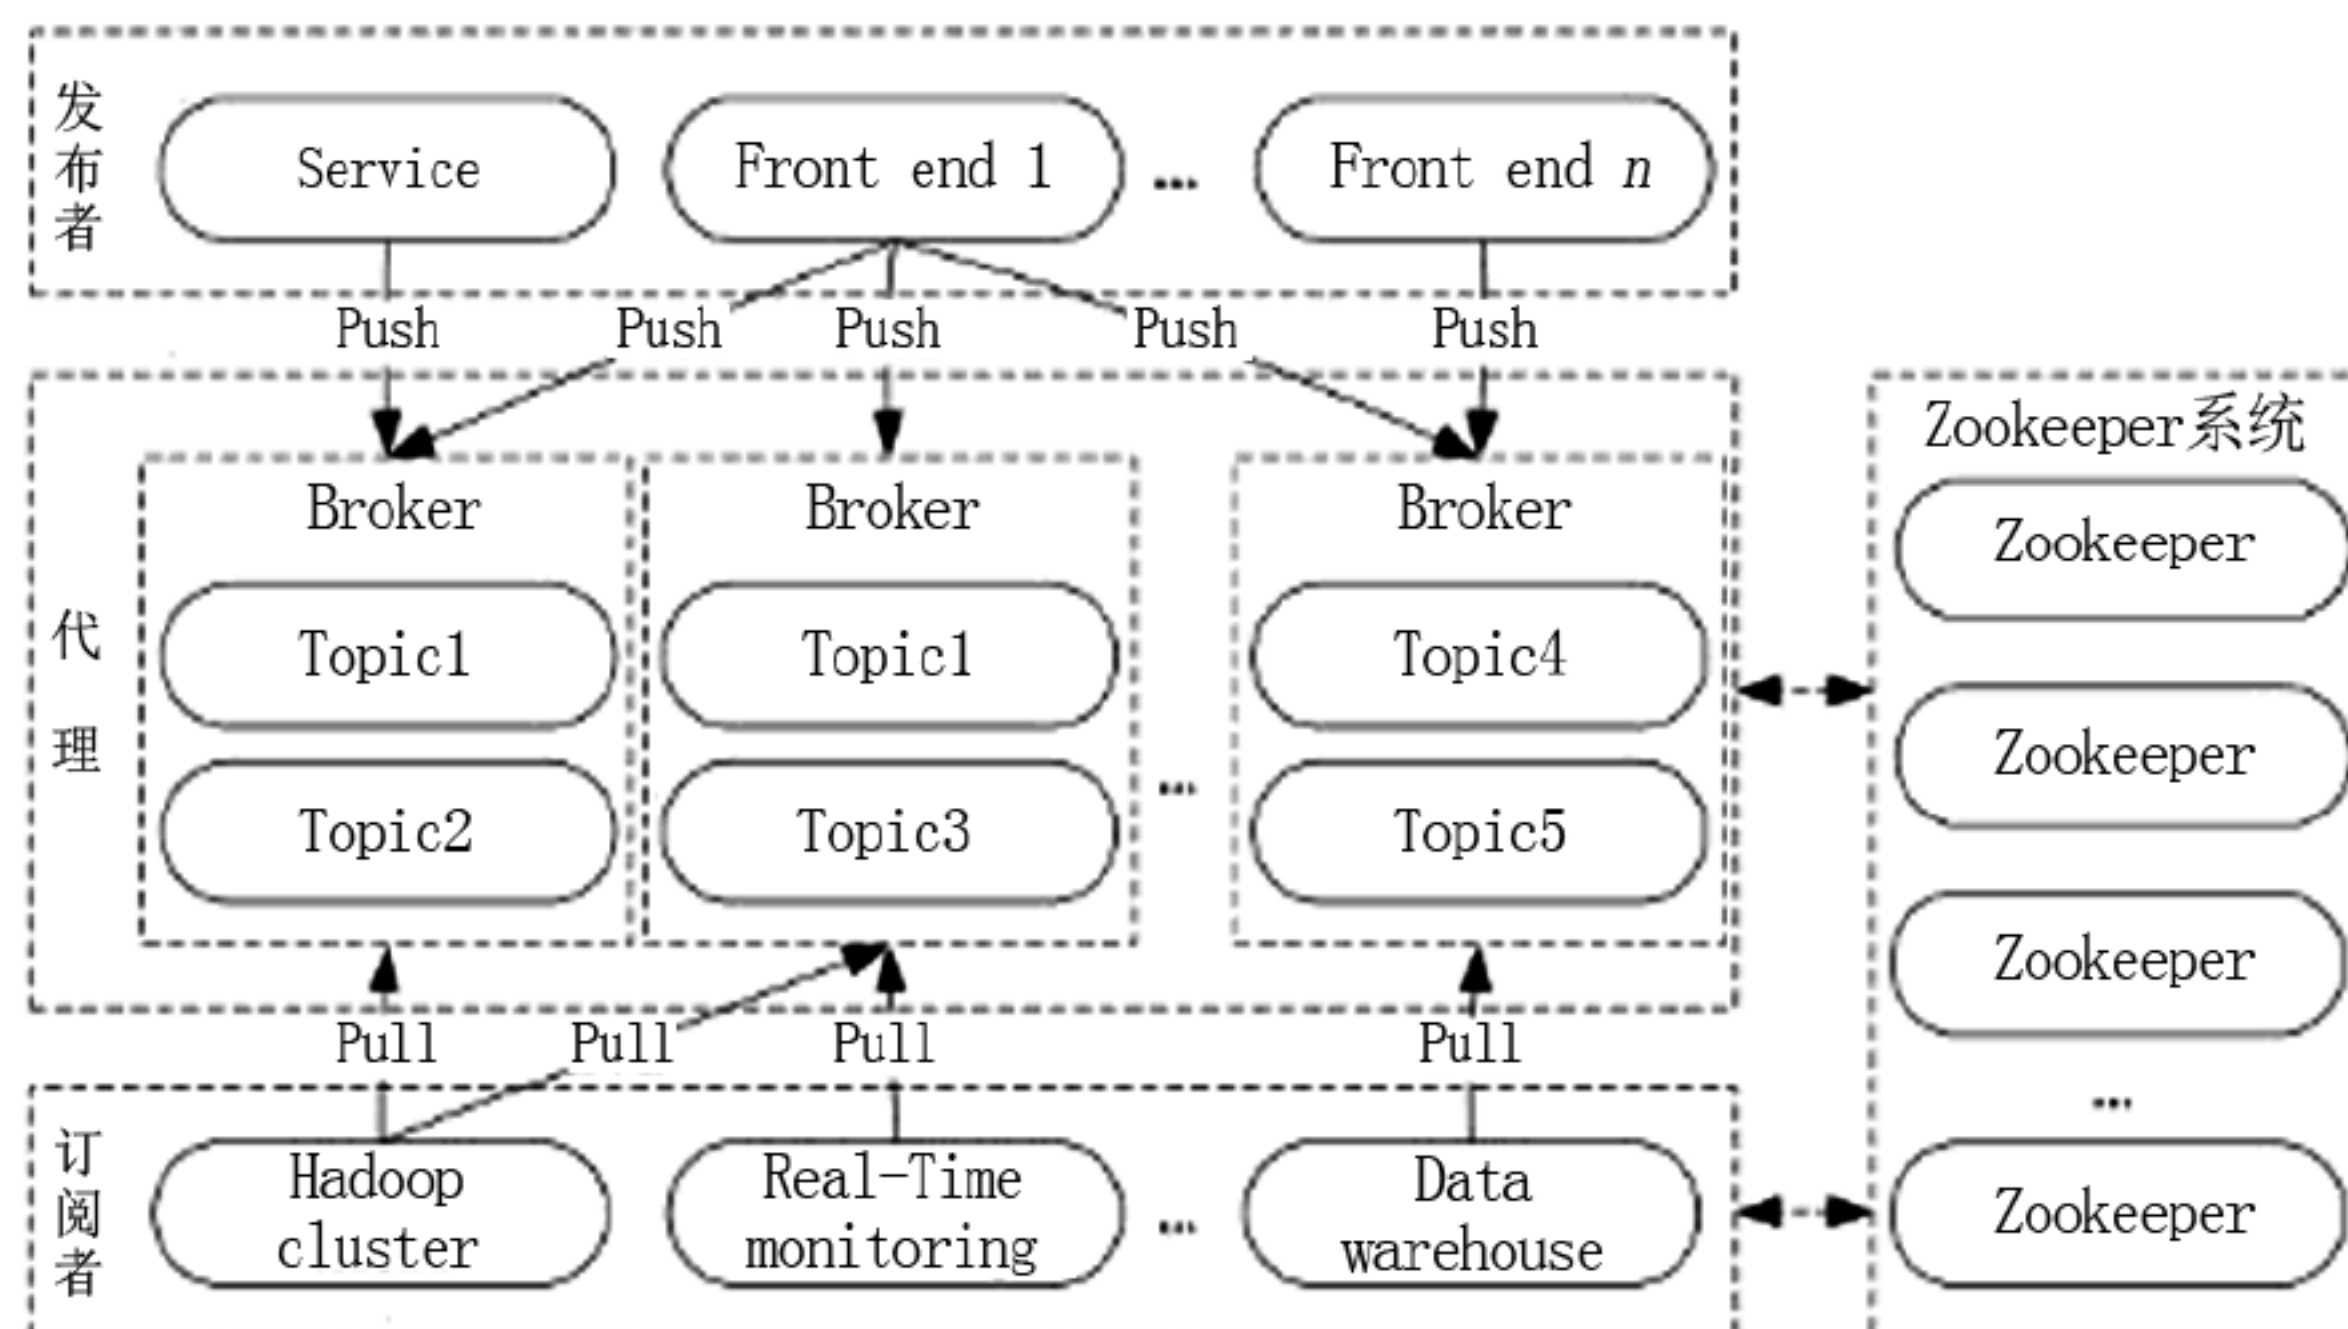 发布者
Service
Front end 1
...
Front end n
Push
Push
Push
Push
Push
代理
Broker
Topic1
Topic2
Broker
Topic1
Topic3
...
Broker
Topic4
Topic5
Pull
Pull
Pull
Pull
订阅者
Hadoop
cluster
Real-Time
monitoring
...
Data
warehouse
Zookeeper系统
Zookeeper
Zookeeper
Zookeeper
...
Zookeeper